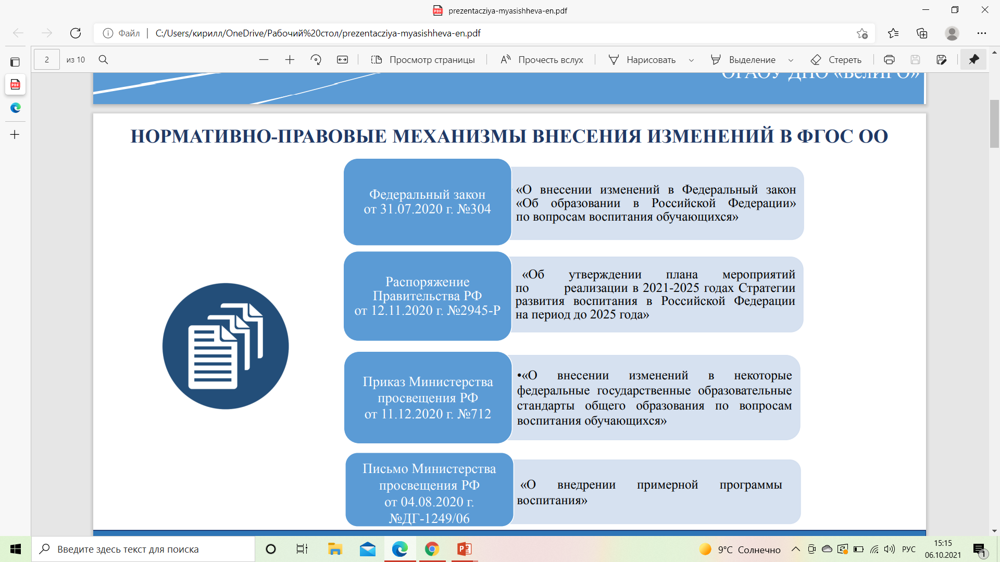 prezentacziya-myasishheva-en.pdf
Файл
C:/Users/кирилл/OneDrive/Рабочий%20стол/prezentacziya-myasishheva-en.pdf
2 из 10
Просмотр страницы
Прочесть вслух
Нарисовать
Выделение
Стереть
ОГАОУ ДПО «БелИРО»
НОРМАТИВНО-ПРАВОВЫЕ МЕХАНИЗМЫ ВНЕСЕНИЯ ИЗМЕНЕНИЙ В ФГОС ОО
Федеральный закон
от 31.07.2020 г. №304
«О внесении изменений в Федеральный закон
«Об образовании в Российской Федерации»
по вопросам воспитания обучающихся»
Распоряжение
Правительства РФ
от 12.11.2020 г. №2945-Р
«Об утверждении плана мероприятий
по реализации в 2021-2025 годах Стратегии
развития воспитания в Российской Федерации
на период до 2025 года»
Приказ Министерства
просвещения РФ
от 11.12.2020 г. №712
•«О внесении изменений в некоторые
федеральные государственные образовательные
стандарты общего образования по вопросам
воспитания обучающихся»
Письмо Министерства
просвещения РФ
от 04.08.2020 г.
№ДГ-1249/06
«О внедрении примерной программы
воспитания»
Введите здесь текст для поиска
9°C Солнечно
РУС
15:15
06.10.2021
1